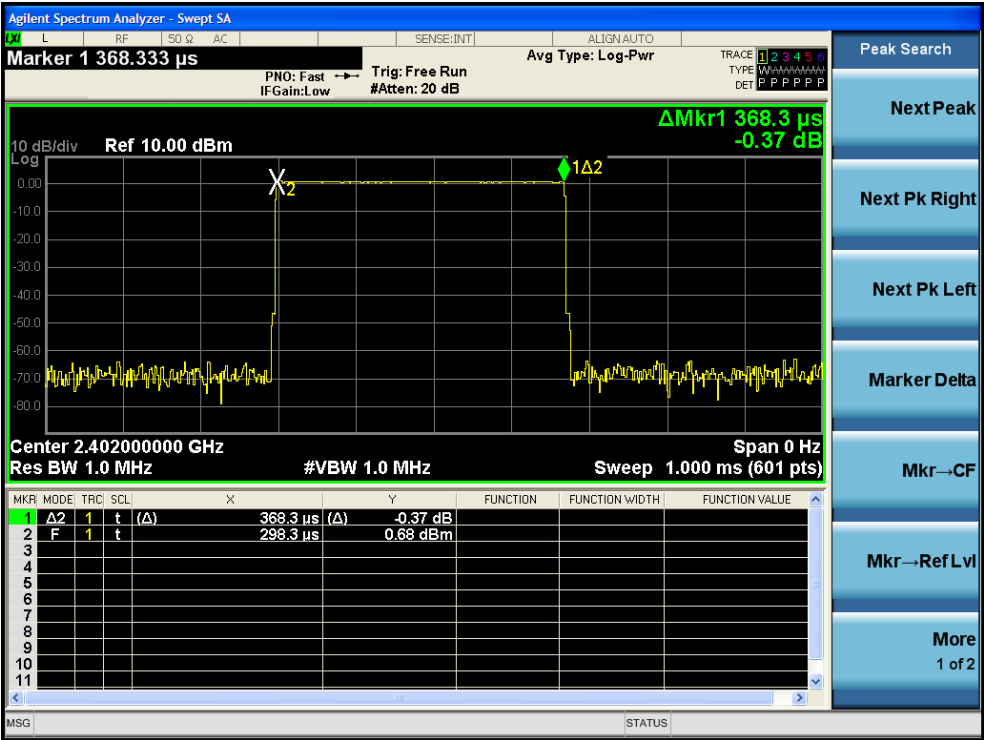 Agilent Spectrum Analyzer - Swept SA
LXI L RF 50 Ω AC SENSE:INT ALIGN AUTO
Marker 1 368.333 µs
PNO: Fast
IFGain:Low
Trig: Free Run
#Atten: 20 dB
Avg Type: Log-Pwr
TRACE 1 2 3 4 5 6
TYPE WWWWWW
DET P P P P P P
ΔMkr1 368.3 µs
-0.37 dB
10 dB/div Ref 10.00 dBm
Log
1Δ2
2
0.00
-10.0
-20.0
-30.0
-40.0
-50.0
-60.0
-70.0
-80.0
Center 2.402000000 GHz Span 0 Hz
Res BW 1.0 MHz #VBW 1.0 MHz Sweep 1.000 ms (601 pts)
MKR MODE TRC SCL X Y FUNCTION FUNCTION WIDTH FUNCTION VALUE
1 Δ2 1 t (Δ) 368.3 µs (Δ) -0.37 dB
2 F 1 t 298.3 µs 0.68 dBm
3
4
5
6
7
8
9
10
11
MSG STATUS
Peak Search
Next Peak
Next Pk Right
Next Pk Left
Marker Delta
Mkr→CF
Mkr→Ref Lvl
More
1 of 2